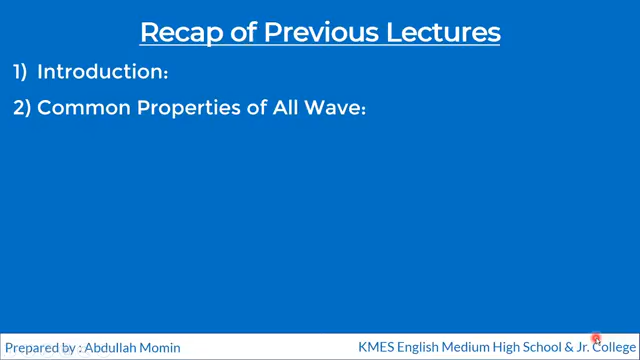 Recap of Previous Lectures
1) Introduction:
2) Common Properties of All Wave:
Prepared by : Abdullah Momin
KMES English Medium High School & Jr. College